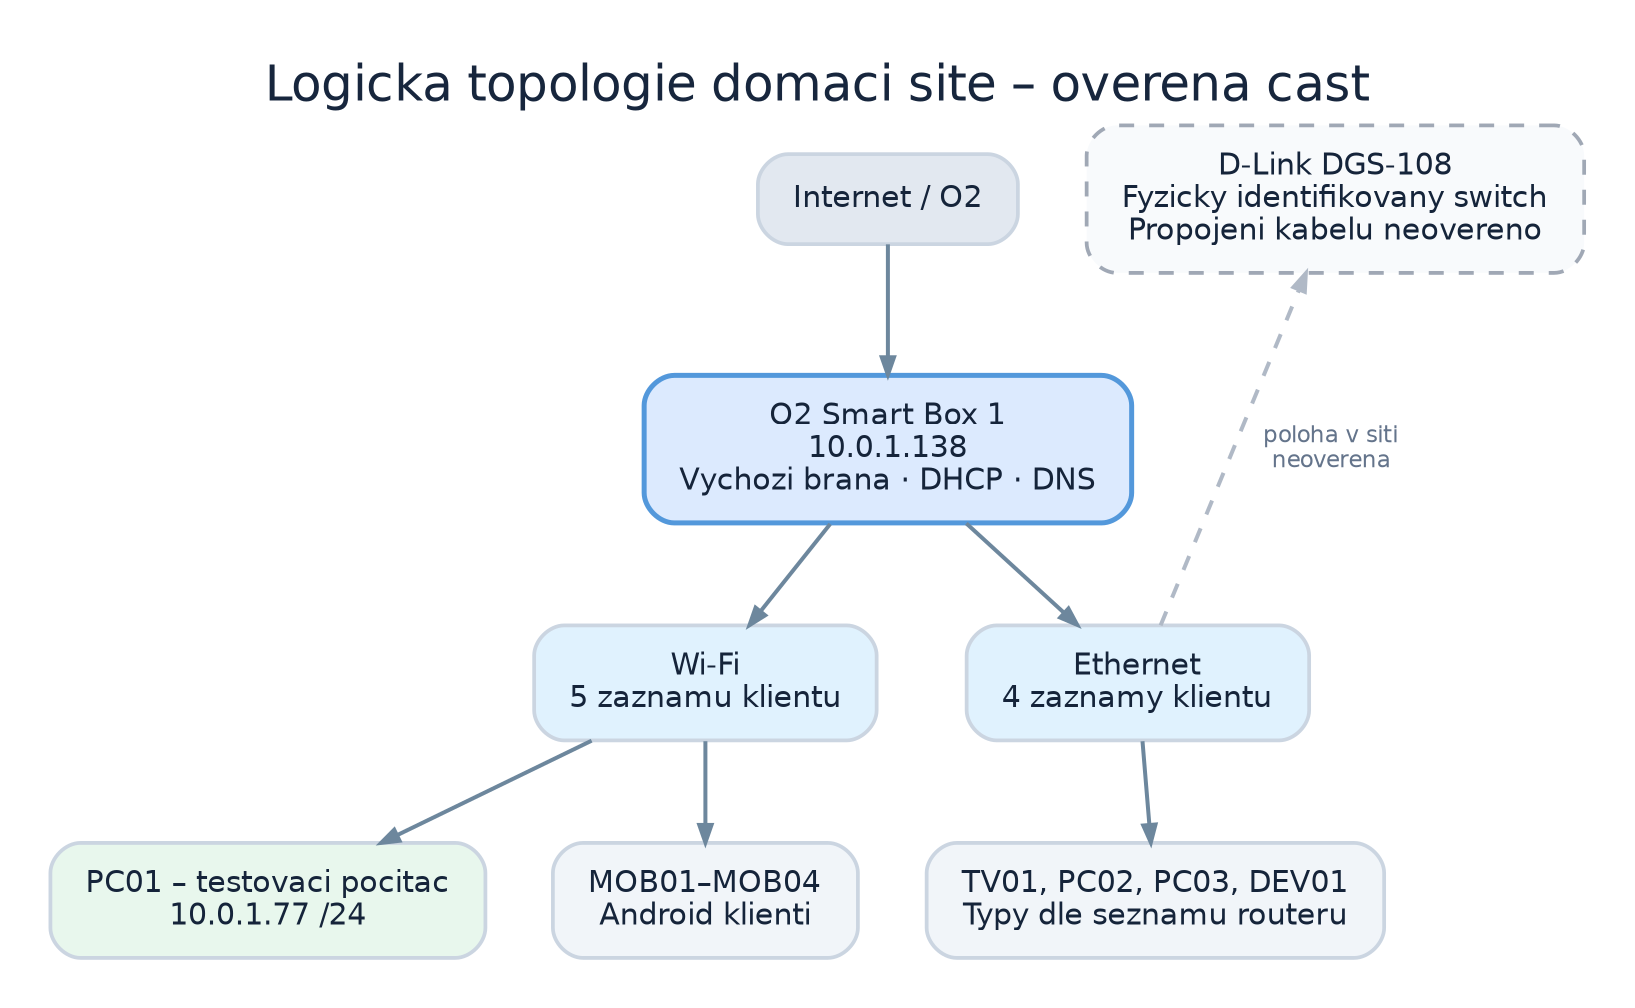 Logicka topologie domaci site – overena cast
D-Link DGS-108
Fyzicky identifikovany switch
Propojeni kabelu neovereno
Internet / O2
O2 Smart Box 1
10.0.1.138
Vychozi brana · DHCP · DNS
poloha v siti
neoverena
Wi-Fi
5 zaznamu klientu
Ethernet
4 zaznamy klientu
PC01 – testovaci pocitac
10.0.1.77 /24
MOB01–MOB04
Android klienti
TV01, PC02, PC03, DEV01
Typy dle seznamu routeru